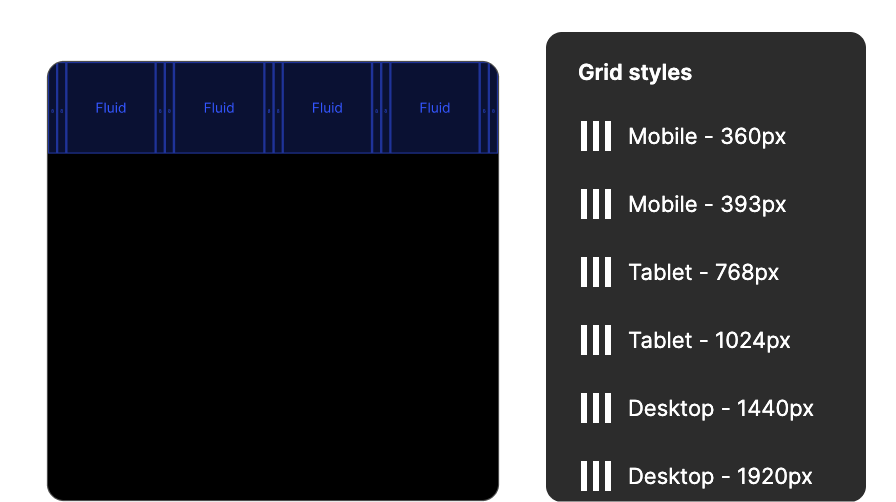 Fluid Fluid Fluid Fluid
Grid styles
Mobile - 360px
Mobile - 393px
Tablet - 768px
Tablet - 1024px
Desktop - 1440px
Desktop - 1920px